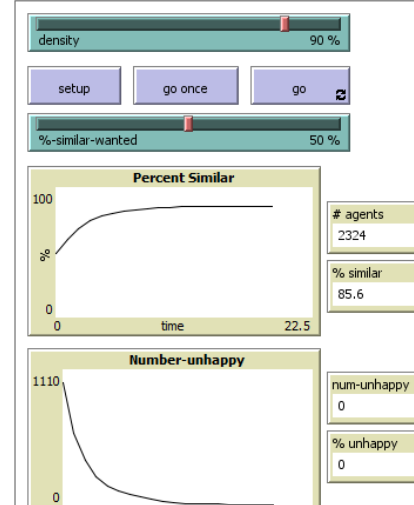 density 90 %
setup go once go
%-similar-wanted 50 %
Percent Similar
100
%
0
0 time 22.5
# agents
2324
% similar
85.6
Number-unhappy
1110
0
num-unhappy
0
% unhappy
0